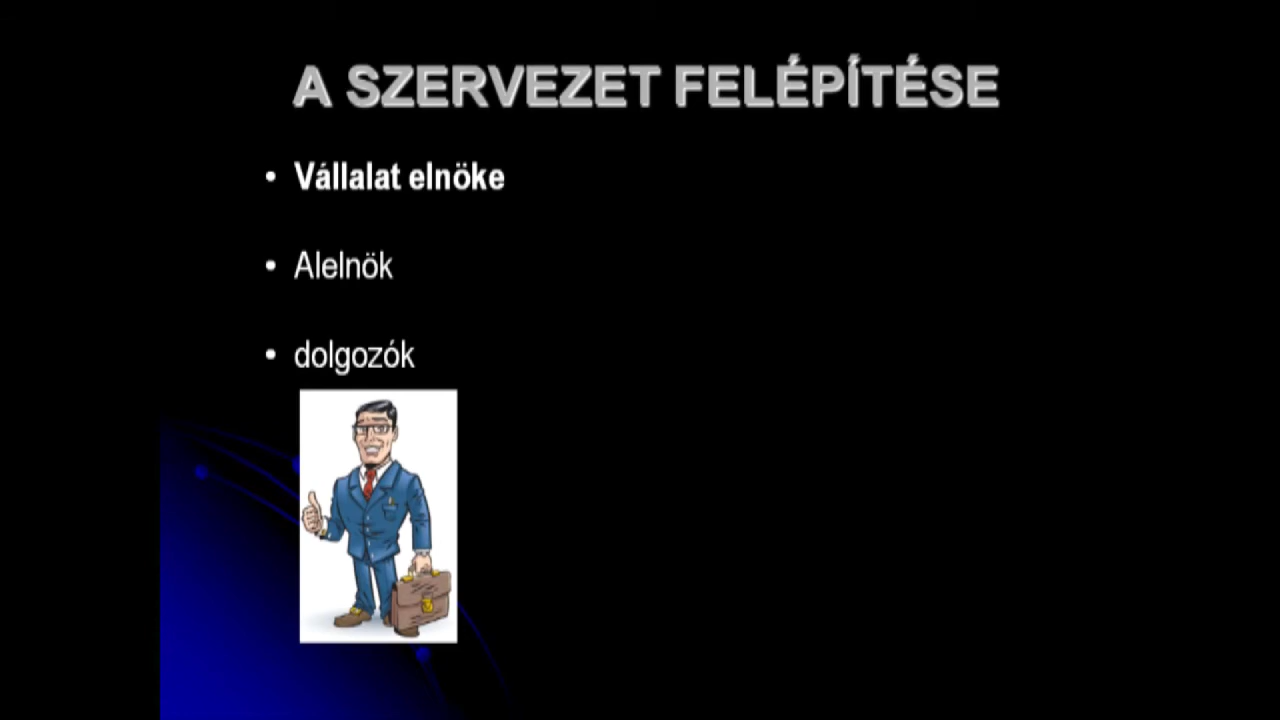 A SZERVEZET FELÉPÍTÉSE
• Vállalat elnöke
• Alelnök
• dolgozók